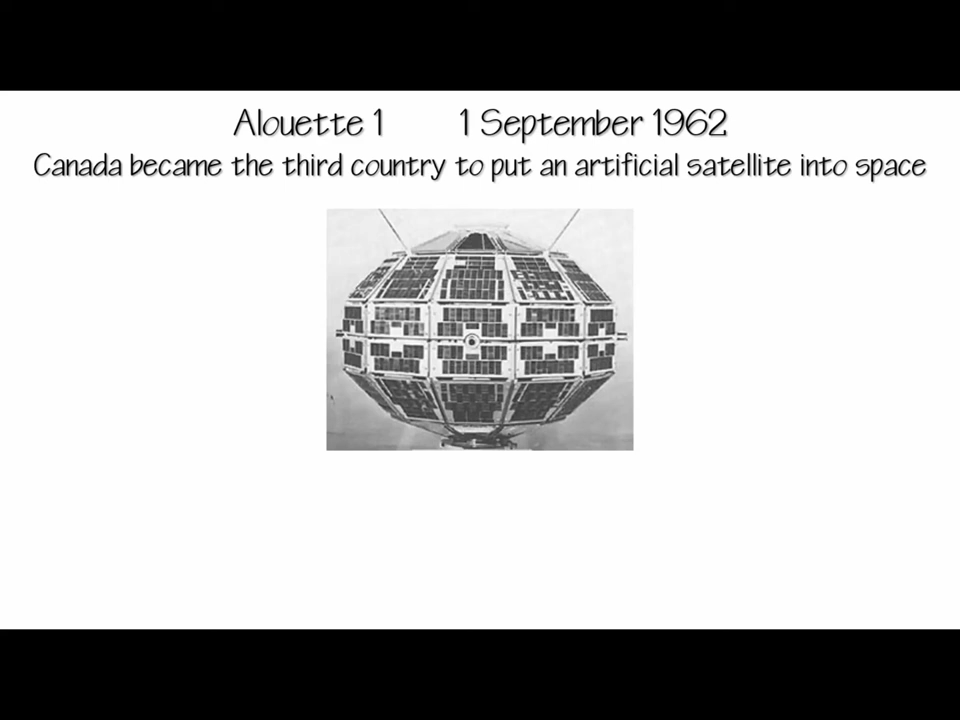 Alouette 1 1 September 1962
Canada became the third country to put an artificial satellite into space